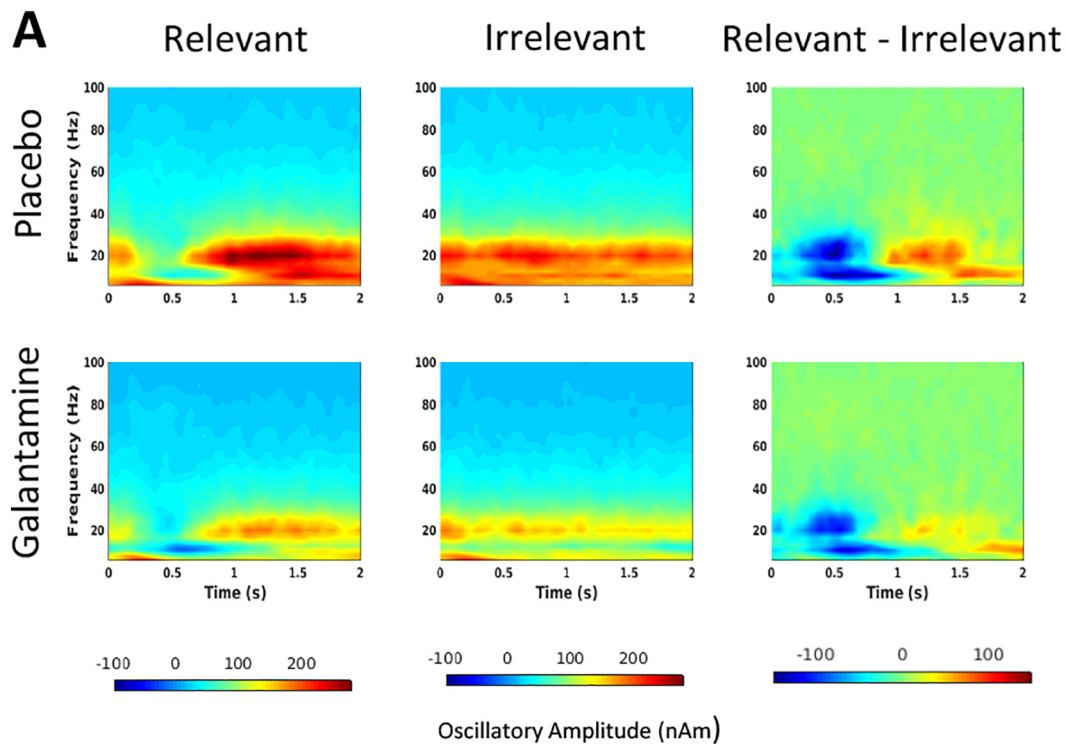 A
Relevant Irrelevant Relevant - Irrelevant
Placebo
Frequency (Hz)
100 80 60 40 20
0 0.5 1 1.5 2
100 80 60 40 20
0 0.5 1 1.5 2
100 80 60 40 20
0 0.5 1 1.5 2
Galantamine
Frequency (Hz)
100 80 60 40 20
0 0.5 1 1.5 2
Time (s)
100 80 60 40 20
0 0.5 1 1.5 2
Time (s)
100 80 60 40 20
0 0.5 1 1.5 2
Time (s)
-100 0 100 200
-100 0 100 200
-100 0 100
Oscillatory Amplitude (nAm)